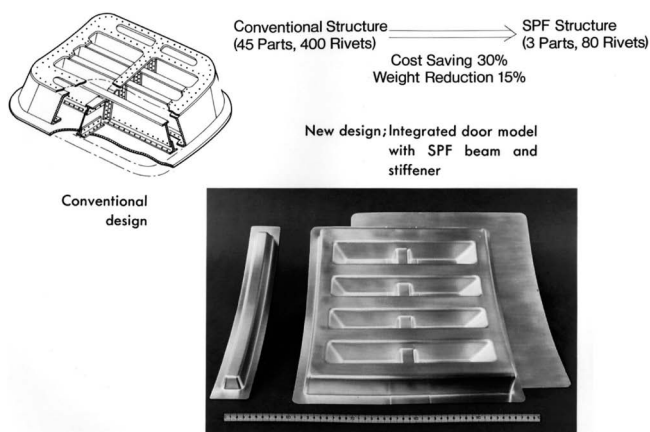 Conventional Structure
(45 Parts, 400 Rivets)
SPF Structure
(3 Parts, 80 Rivets)
Cost Saving 30%
Weight Reduction 15%
New design; Integrated door model
with SPF beam and
stiffener
Conventional
design